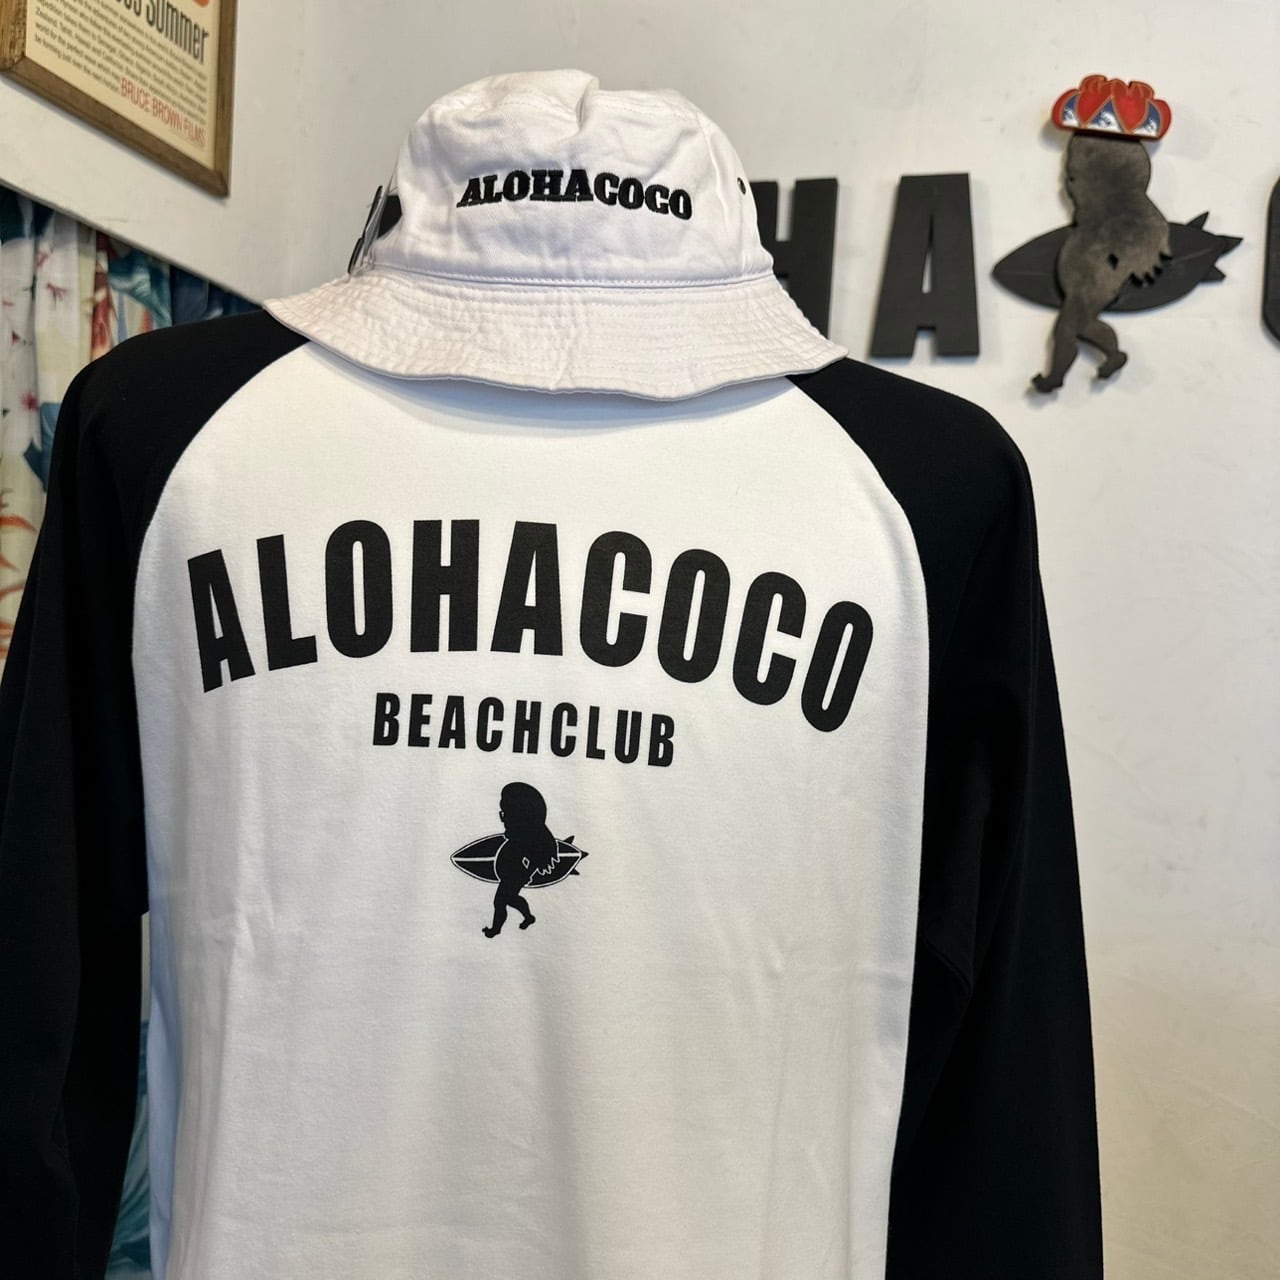 Summer
BRUCE BROWN FILMS
ALOHACOCO
HA
ALOHACOCO
BEACHCLUB